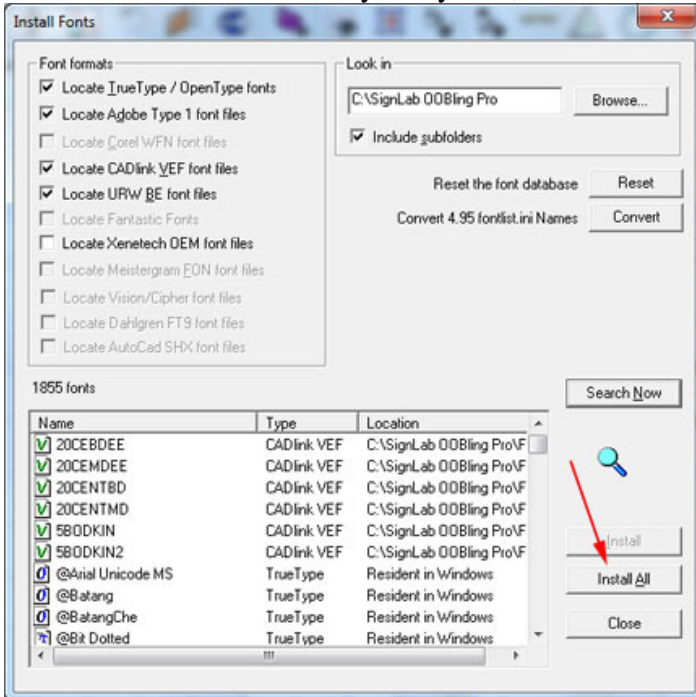 Install Fonts
Font formats
Locate TrueType / OpenType fonts
Locate Adobe Type 1 font files
Locate Corel WFN font files
Locate CADlink VEF font files
Locate URW BE font files
Locate Fantastic Fonts
Locate Xenetech OEM font files
Locate Meistergram FON font files
Locate Vision/Cipher font files
Locate Dahlgren FT9 font files
Locate AutoCad SHX font files
Look in
C:\SignLab OOBling Pro
Browse...
Include subfolders
Reset the font database
Reset
Convert 4.95 fontlist.ini Names
Convert
1855 fonts
Search Now
Name Type Location
20CEBDEE CADlink VEF C:\SignLab OOBling Pro\F
20CEMDEE CADlink VEF C:\SignLab OOBling Pro\F
20CENTBD CADlink VEF C:\SignLab OOBling Pro\F
20CENTMD CADlink VEF C:\SignLab OOBling Pro\F
5BODKIN CADlink VEF C:\SignLab OOBling Pro\F
5BODKIN2 CADlink VEF C:\SignLab OOBling Pro\F
@Arial Unicode MS TrueType Resident in Windows
@Batang TrueType Resident in Windows
@BatangChe TrueType Resident in Windows
@Bit Dotted TrueType Resident in Windows
Install
Install All
Close